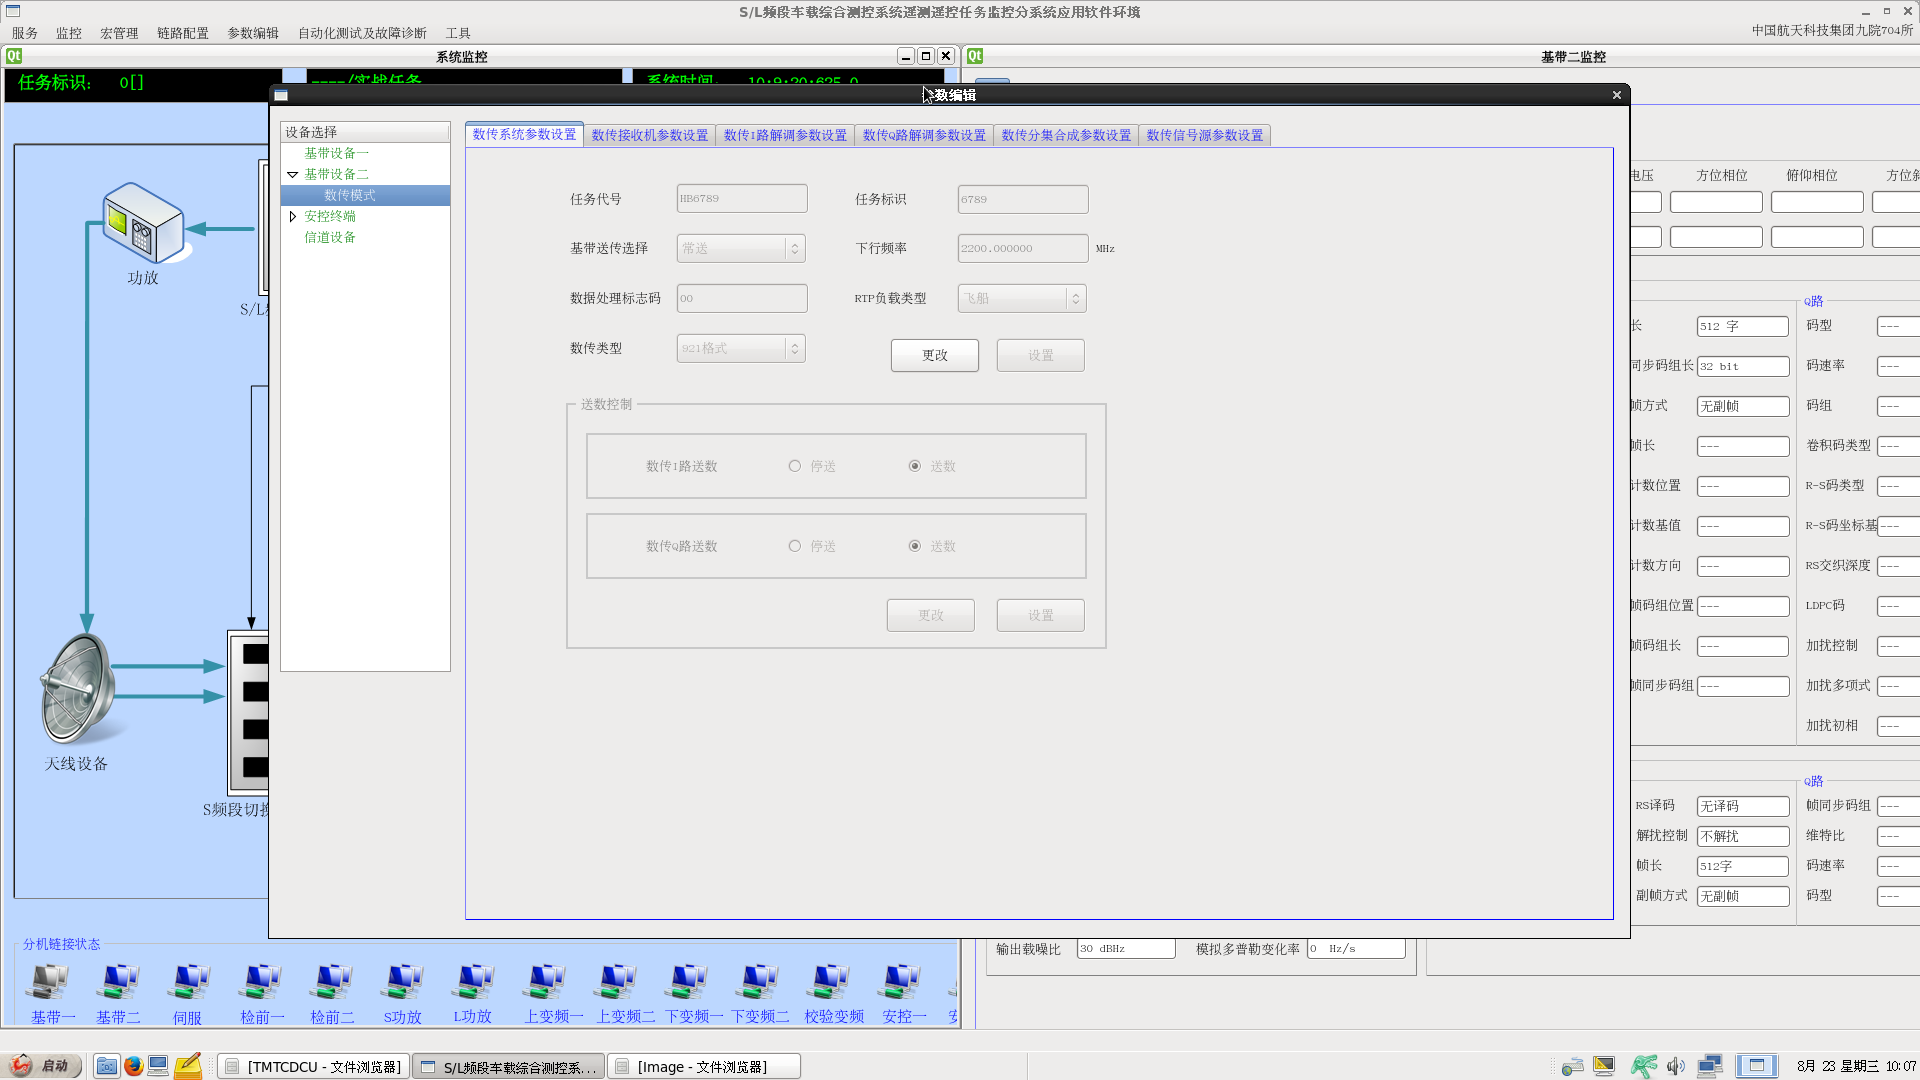 S/L频段车载综合测控系统遥测遥控任务监控分系统应用软件环境
服务 监控 宏管理 链路配置 参数编辑 自动化测试及故障诊断 工具
中国航天科技集团九院704所
系统监控
基带二监控
任务标识: 0[]
----/实战任务
系统时间: 10:9:20:625.0
数编辑
设备选择
基带设备一
基带设备二
数传模式
安控终端
信道设备
数传系统参数设置 数传接收机参数设置 数传I路解调参数设置 数传Q路解调参数设置 数传分集合成参数设置 数传信号源参数设置
任务代号 HB6789 任务标识 6789
基带送传选择 常送 下行频率 2200.000000 MHz
数据处理标志码 00 RTP负载类型 飞船
数传类型 921格式 更改 设置
送数控制
数传I路送数 停送 送数
数传Q路送数 停送 送数
更改 设置
功放
S/L
天线设备
S频段切换
电压 方位相位 俯仰相位
Q路
长 512 字 码型 ---
同步码组长 32 bit 码速率 ---
帧方式 无副帧 码组 ---
帧长 --- 卷积码类型 ---
计数位置 --- R-S码类型 ---
计数基值 --- R-S码坐标基 ---
计数方向 --- RS交织深度 ---
帧码组位置 --- LDPC码 ---
帧码组长 --- 加扰控制 ---
帧同步码组 --- 加扰多项式 ---
加扰初相 ---
Q路
RS译码 无译码 帧同步码组 ---
解扰控制 不解扰 维特比 ---
帧长 512字 码速率 ---
副帧方式 无副帧 码型 ---
输出载噪比 30 dBHz 模拟多普勒变化率 0 Hz/s
分机链接状态
基带一 基带二 伺服 检前一 检前二 S功放 L功放 上变频一 上变频二 下变频一 下变频二 校验变频 安控一
启动
[TMTCDCU - 文件浏览器]
S/L频段车载综合测控系...
[Image - 文件浏览器]
8月 23 星期三 10:07